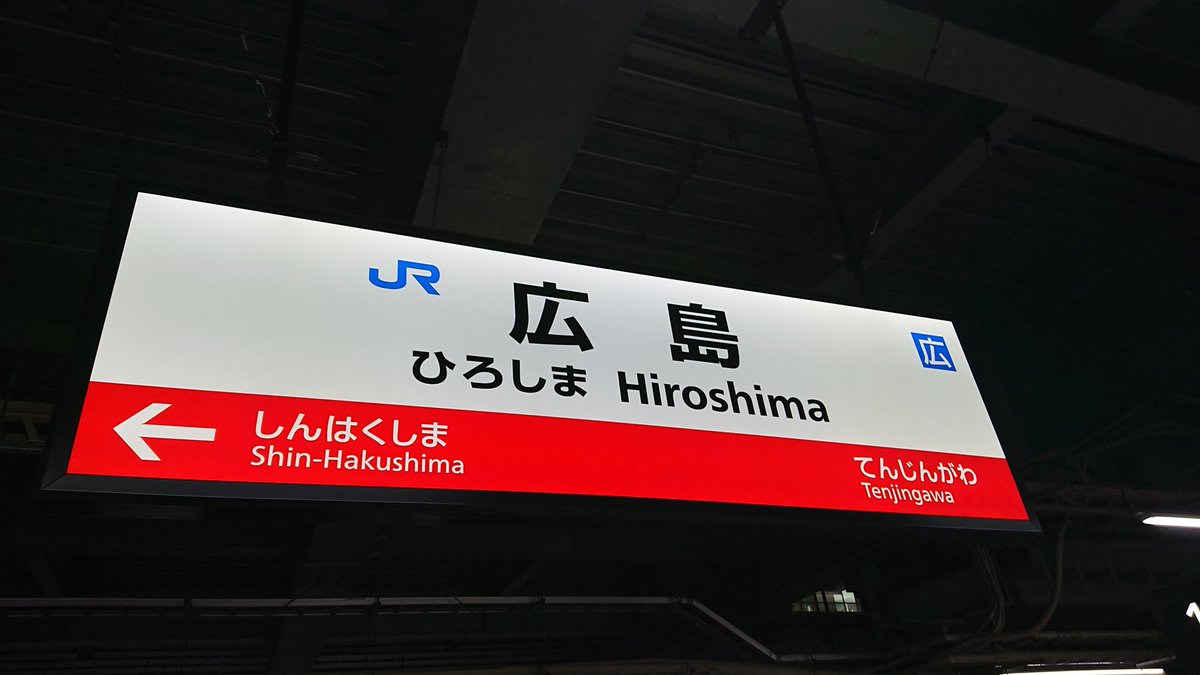 JR
広島
広
ひろしま Hiroshima
しんはくしま
Shin-Hakushima
てんじんがわ
Tenjingawa